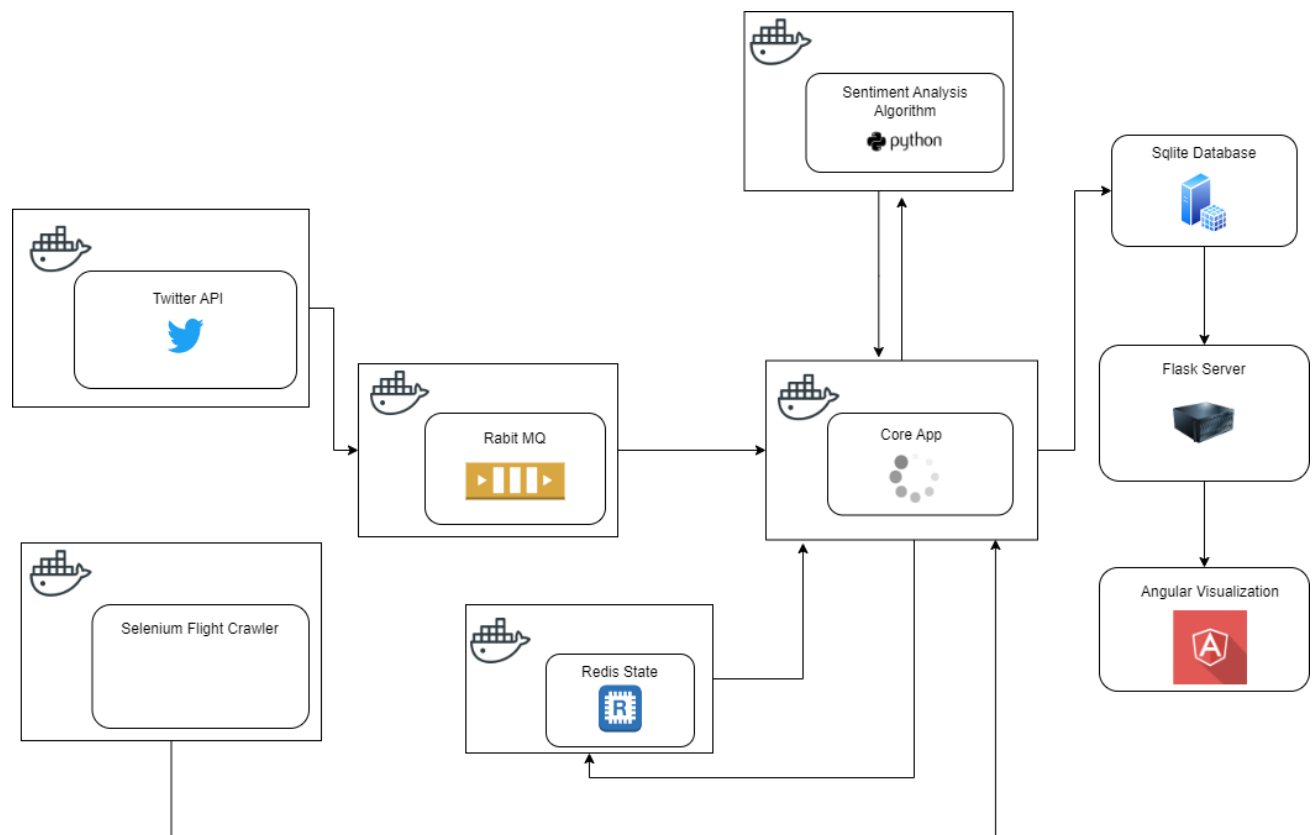 Sentiment Analysis
Algorithm
python
Sqlite Database
Twitter API
Flask Server
Rabit MQ
Core App
Angular Visualization
A
Selenium Flight Crawler
Redis State
R